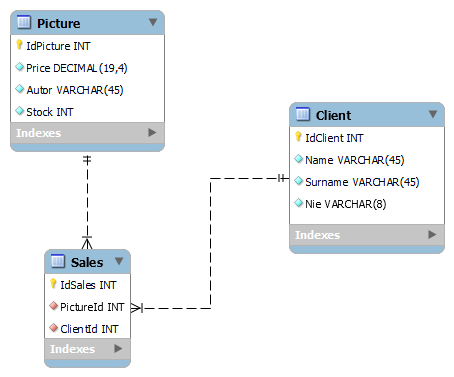 Picture
IdPicture INT
Price DECIMAL(19,4)
Autor VARCHAR(45)
Stock INT
Indexes
Client
IdClient INT
Name VARCHAR(45)
Surname VARCHAR(45)
Nie VARCHAR(8)
Indexes
Sales
IdSales INT
PictureId INT
ClientId INT
Indexes